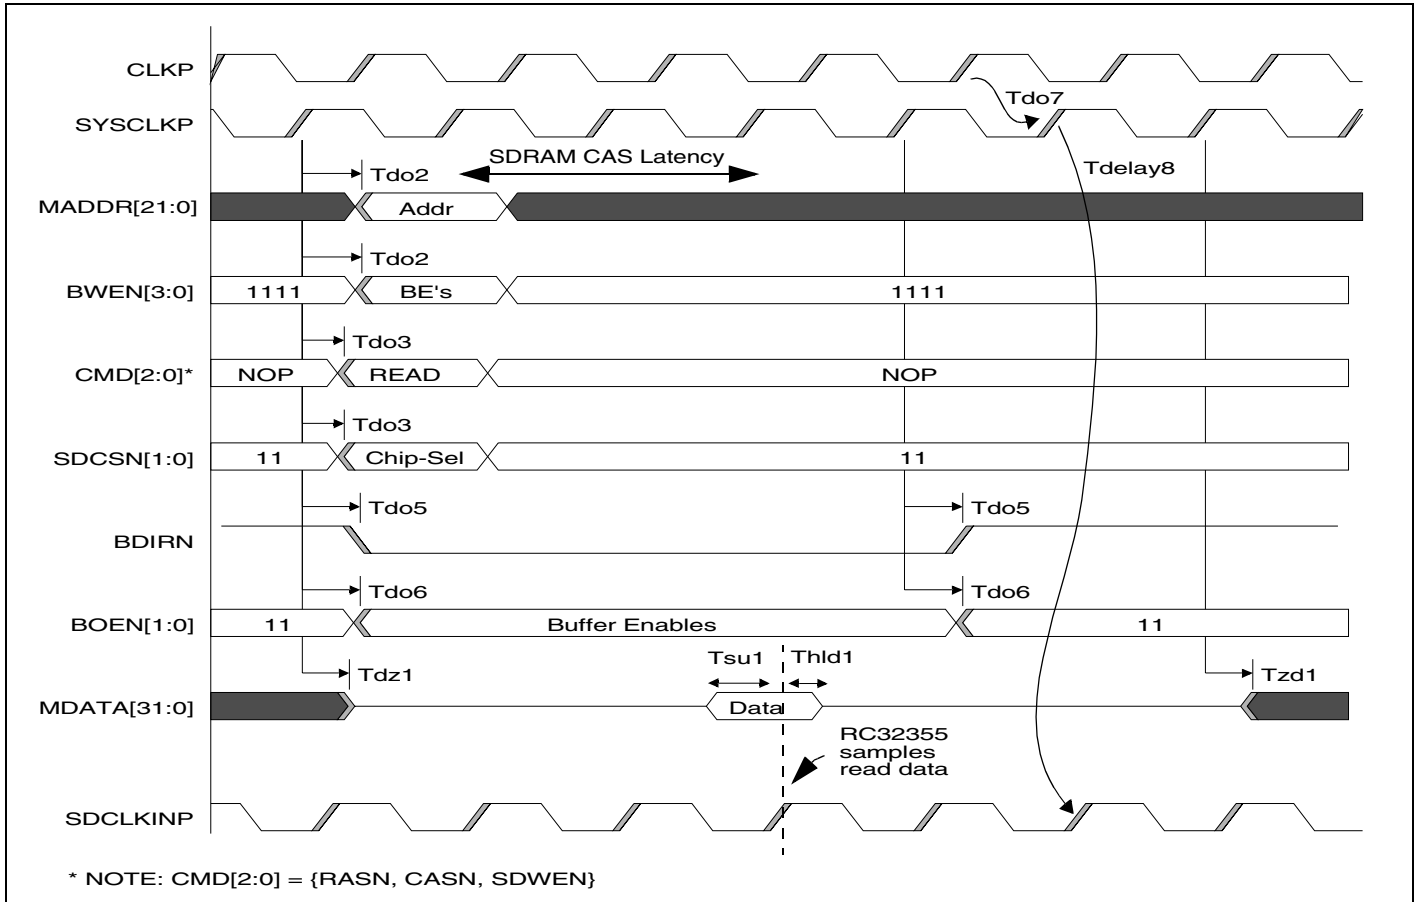 CLKP
Tdo7
SYSCLKP
SDRAM CAS Latency
Tdo2
Tdelay8
MADDR[21:0]
Addr
Tdo2
BWEN[3:0]
1111
BE's
1111
Tdo3
CMD[2:0]*
NOP
READ
NOP
Tdo3
SDCSN[1:0]
11
Chip-Sel
11
Tdo5
Tdo5
BDIRN
Tdo6
Tdo6
BOEN[1:0]
11
Buffer Enables
11
Tsu1
Thld1
Tdz1
Tzd1
MDATA[31:0]
Data
RC32355
samples
read data
SDCLKINP
* NOTE: CMD[2:0] = {RASN, CASN, SDWEN}